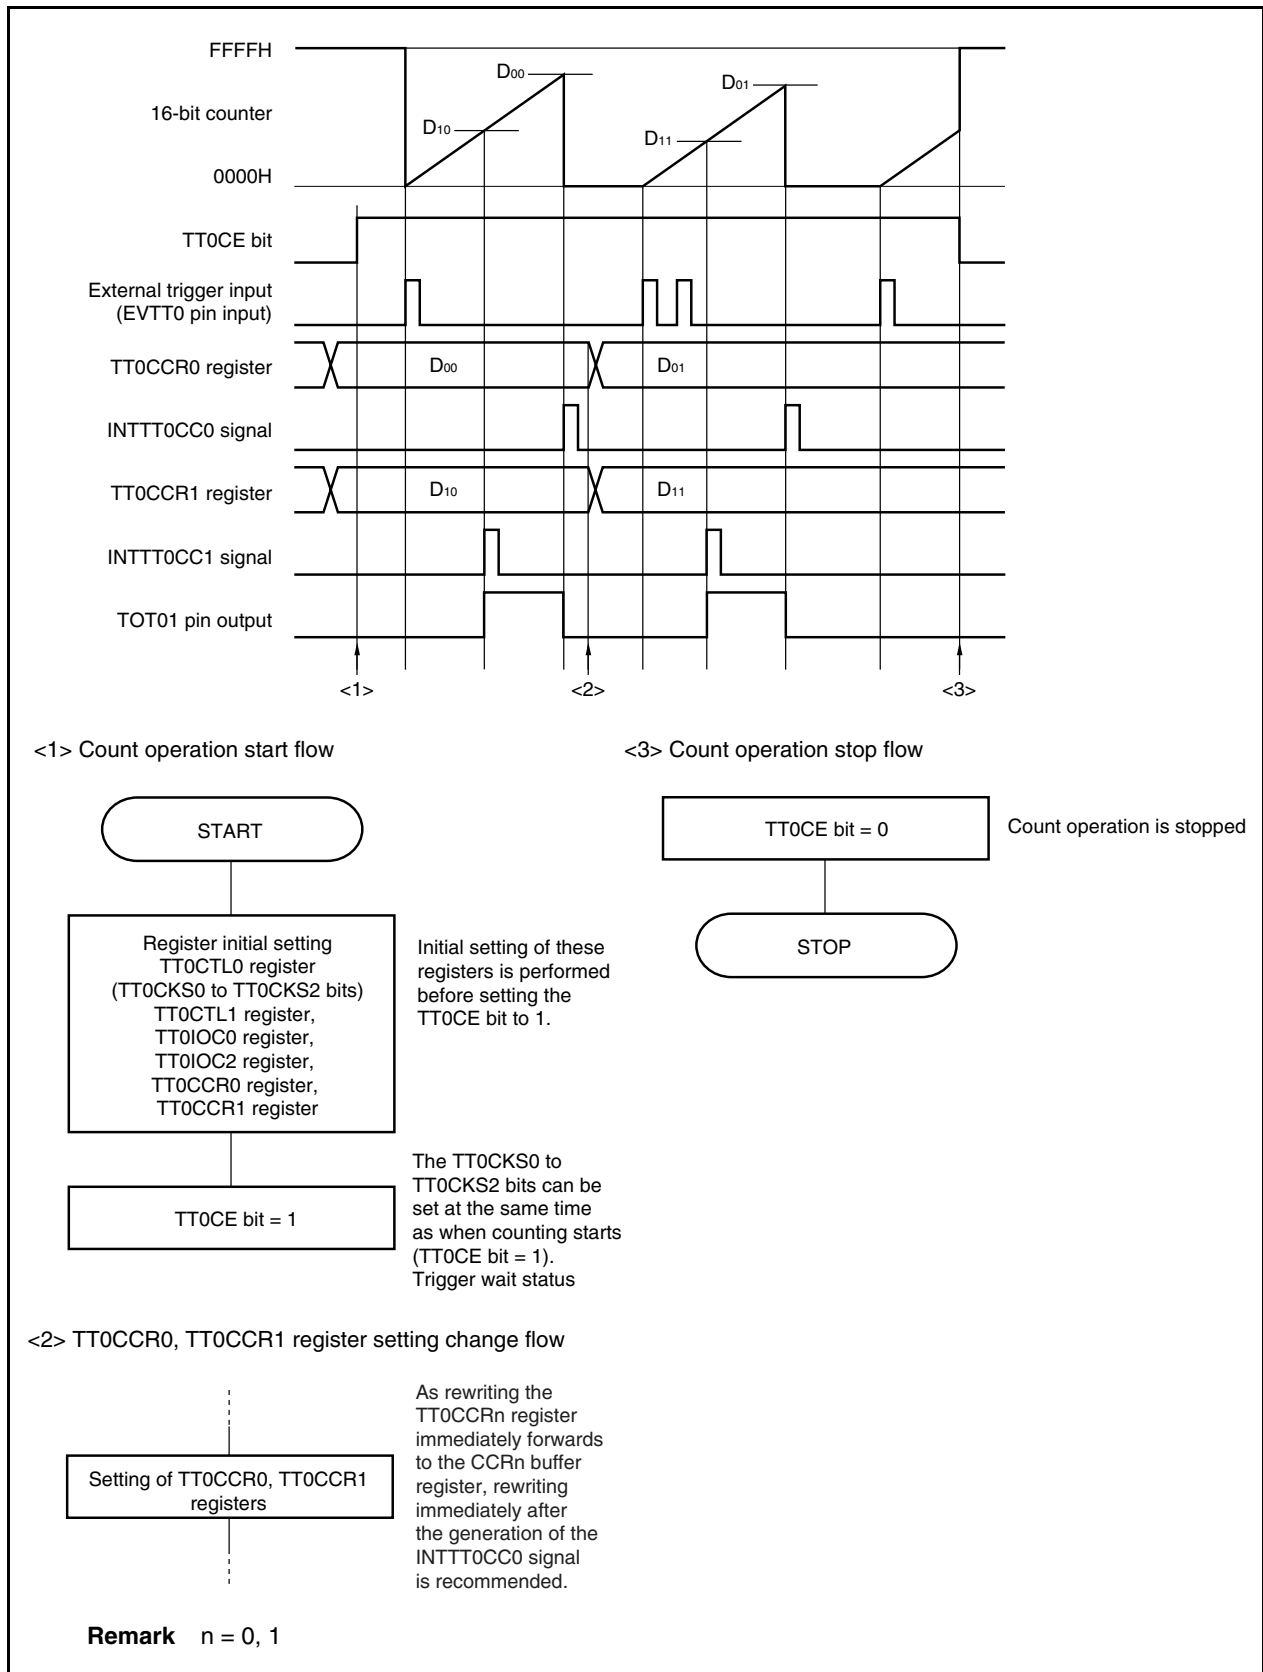 FFFFH
D00
D01
16-bit counter
D10
D11
0000H
TT0CE bit
External trigger input
(EVTT0 pin input)
TT0CCR0 register
D00
D01
INTTT0CC0 signal
TT0CCR1 register
D10
D11
INTTT0CC1 signal
TOT01 pin output
<1>
<2>
<3>
<1> Count operation start flow
START
Register initial setting
TT0CTL0 register
(TT0CKS0 to TT0CKS2 bits)
TT0CTL1 register,
TT0IOC0 register,
TT0IOC2 register,
TT0CCR0 register,
TT0CCR1 register
Initial setting of these
registers is performed
before setting the
TT0CE bit to 1.
TT0CE bit = 1
The TT0CKS0 to
TT0CKS2 bits can be
set at the same time
as when counting starts
(TT0CE bit = 1).
Trigger wait status
<3> Count operation stop flow
TT0CE bit = 0
Count operation is stopped
STOP
<2> TT0CCR0, TT0CCR1 register setting change flow
Setting of TT0CCR0, TT0CCR1
registers
As rewriting the
TT0CCRn register
immediately forwards
to the CCRn buffer
register, rewriting
immediately after
the generation of the
INTTT0CC0 signal
is recommended.
Remark n = 0, 1